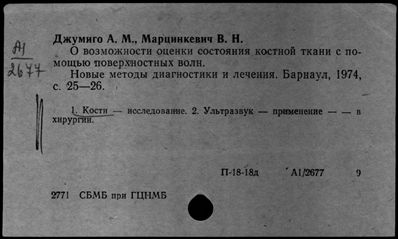 Джумиго А. М., Марцинкевич В. Н.
А1
2677
О возможности оценки состояния костной ткани с по-
мощью поверхностных волн.
Новые методы диагностики и лечения. Барнаул, 1974,
с. 25—26.
1. Кости — исследование. 2. Ультразвук — применение — — в
хирургии.
П-18-18д А1/2677 9
2771 СБМБ при ГЦНМБ